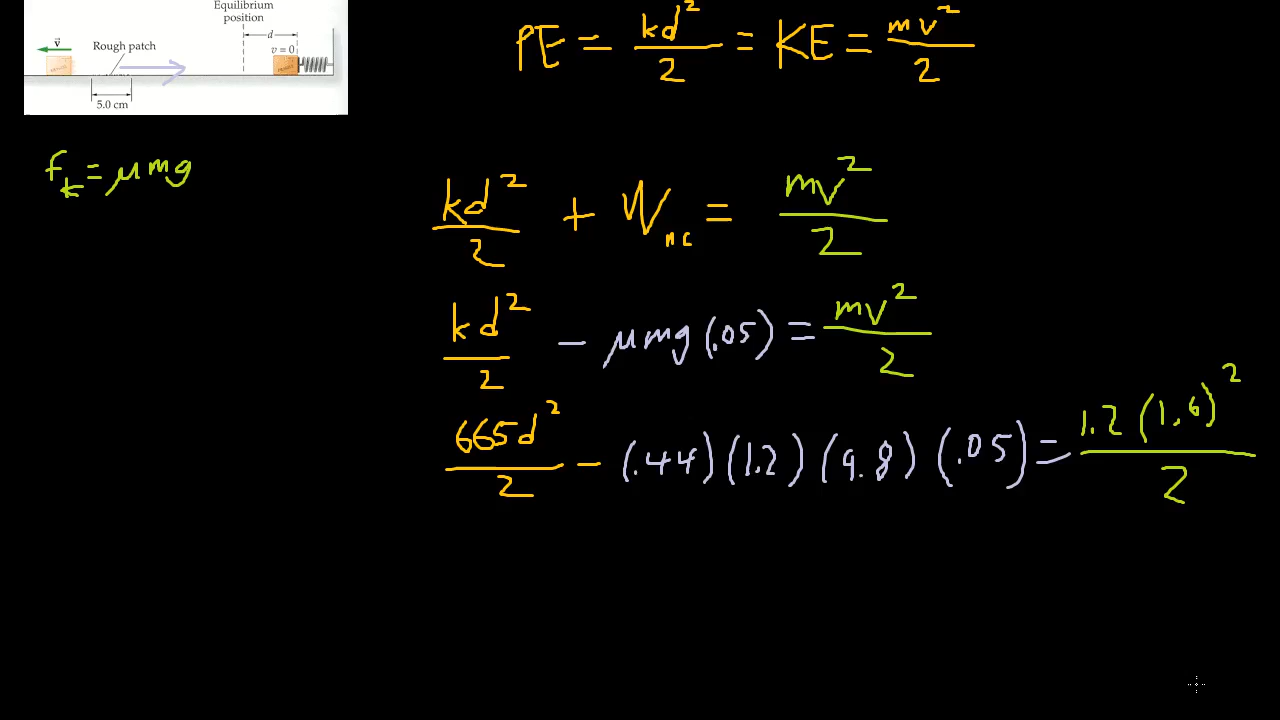 Equilibrium
position
d
v⃗
Rough patch
v = 0
5.0 cm
PE = kd²/2 = KE = mv²/2
f_k = μmg
kd²/2 + W_nc = mv²/2
kd²/2 − μmg(.05) = mv²/2
665d²/2 − (.44)(1.2)(9.8)(.05) = 1.2(1.6)²/2